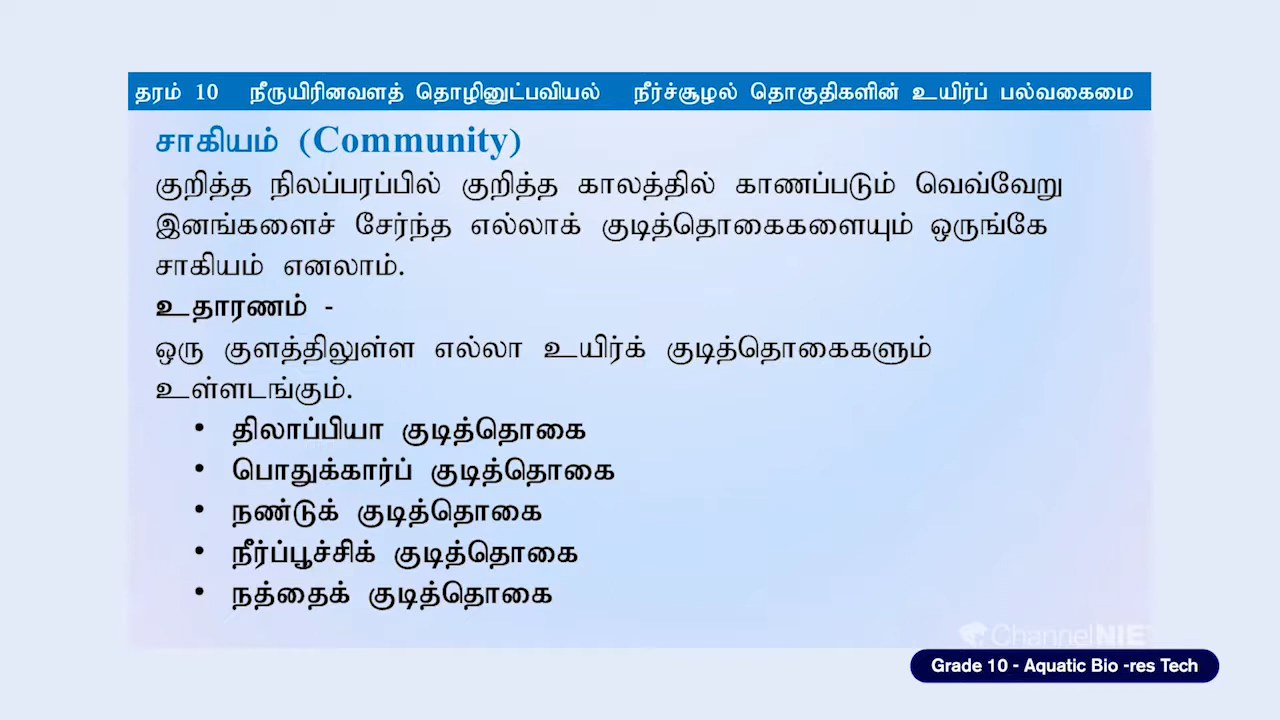 தரம் 10 நீருயிரினவளத் தொழினுட்பவியல் நீர்ச்சூழல் தொகுதிகளின் உயிர்ப் பல்வகைமை
சாகியம் (Community)
குறித்த நிலப்பரப்பில் குறித்த காலத்தில் காணப்படும் வெவ்வேறு
இனங்களைச் சேர்ந்த எல்லாக் குடித்தொகைகளையும் ஒருங்கே
சாகியம் எனலாம்.
உதாரணம் -
ஒரு குளத்திலுள்ள எல்லா உயிர்க் குடித்தொகைகளும்
உள்ளடங்கும்.
• திலாப்பியா குடித்தொகை
• பொதுக்கார்ப் குடித்தொகை
• நண்டுக் குடித்தொகை
• நீர்ப்பூச்சிக் குடித்தொகை
• நத்தைக் குடித்தொகை
Channel NIE
Grade 10 - Aquatic Bio -res Tech